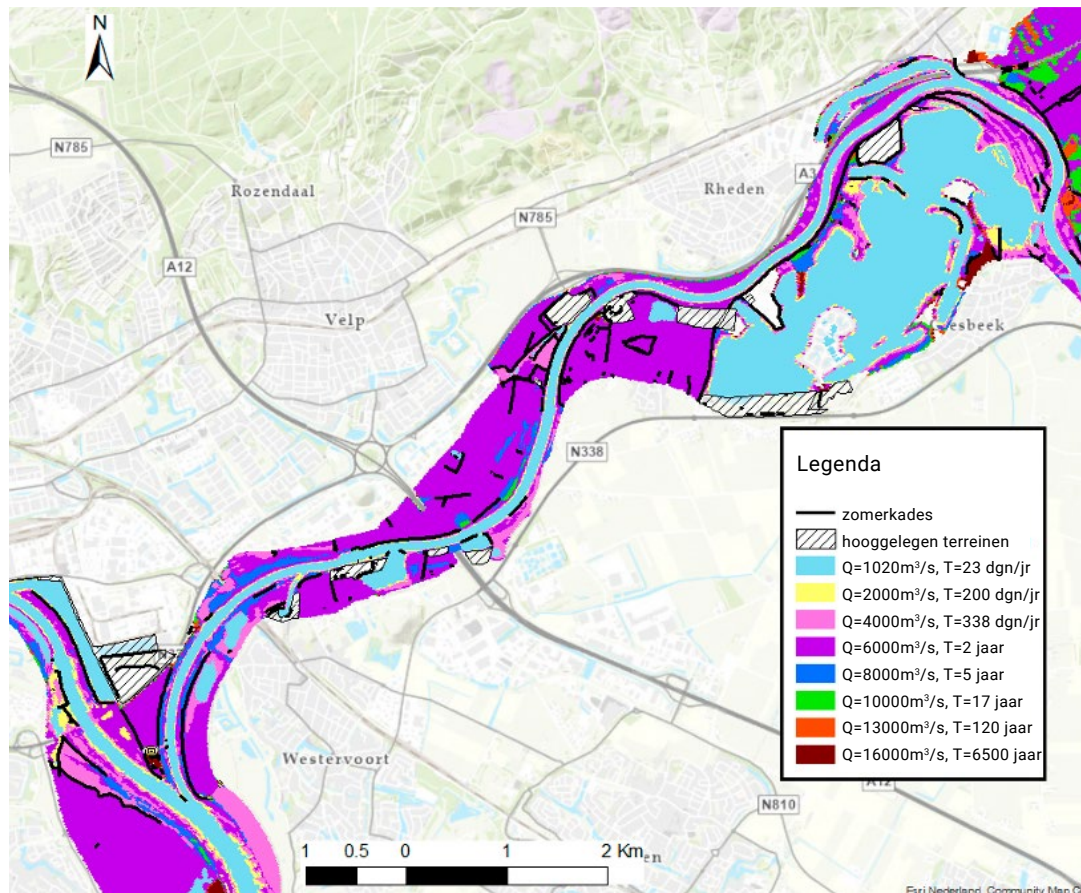 N
N785
Rozendaal
Rheden
A3
N785
A12
Velp
esbeek
N338
Legenda
zomerkades
hooggelegen terreinen
Q=1020m³/s, T=23 dgn/jr
Q=2000m³/s, T=200 dgn/jr
Q=4000m³/s, T=338 dgn/jr
Q=6000m³/s, T=2 jaar
Q=8000m³/s, T=5 jaar
Q=10000m³/s, T=17 jaar
Q=13000m³/s, T=120 jaar
Q=16000m³/s, T=6500 jaar
Westervoort
A12
N810
1 0.5 0 1 2 Km
en
Esri Nederland, Community Map C